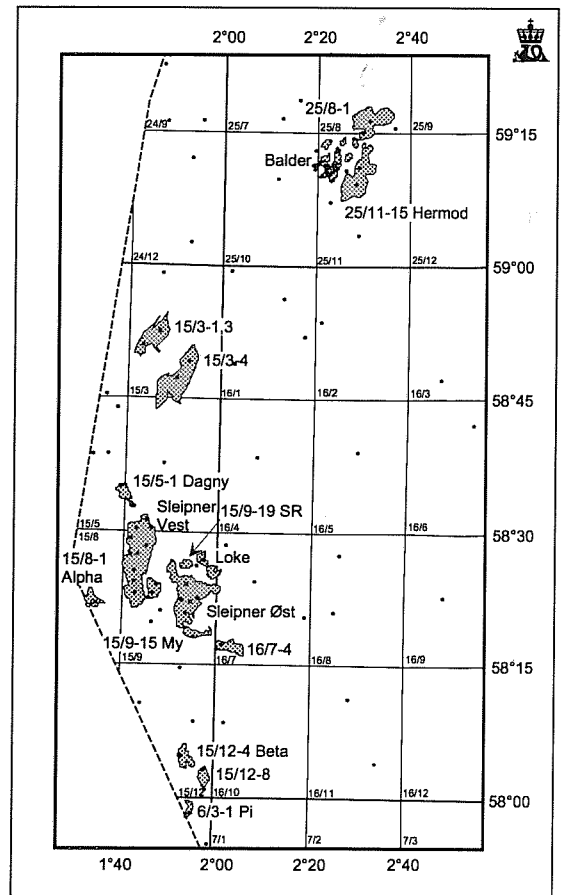 2°00 2°20 2°40
25/8-1
24/9 25/7 25/8 25/9 59°15
Balder
25/11-15 Hermod
24/12 25/10 25/11 25/12 59°00
15/3-1,3
15/3-4
15/3 16/1 16/2 16/3 58°45
15/5-1 Dagny
Sleipner Vest
15/9-19 SR
15/5 16/4 16/5 16/6 58°30
15/8
15/8-1 Alpha
Loke
Sleipner Øst
15/9-15 My
16/7-4
15/9 16/7 16/8 16/9 58°15
15/12-4 Beta
15/12-8
15/12 16/10 16/11 16/12 58°00
6/3-1 Pi
7/1 7/2 7/3
1°40 2°00 2°20 2°40